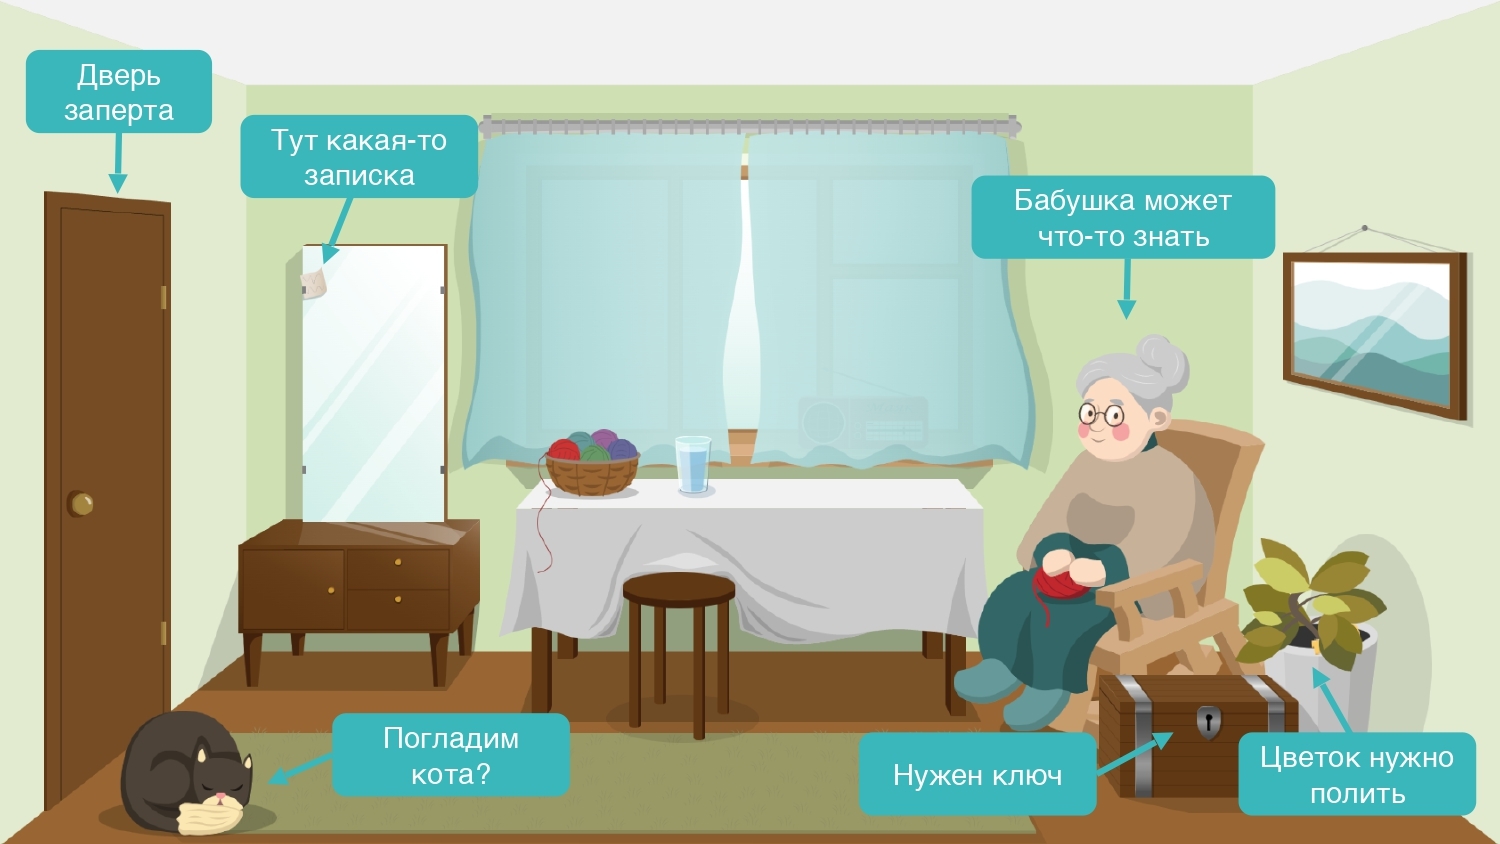 Дверь
заперта
Тут какая-то
записка
Бабушка может
что-то знать
Погладим
кота?
Нужен ключ
Цветок нужно
полить